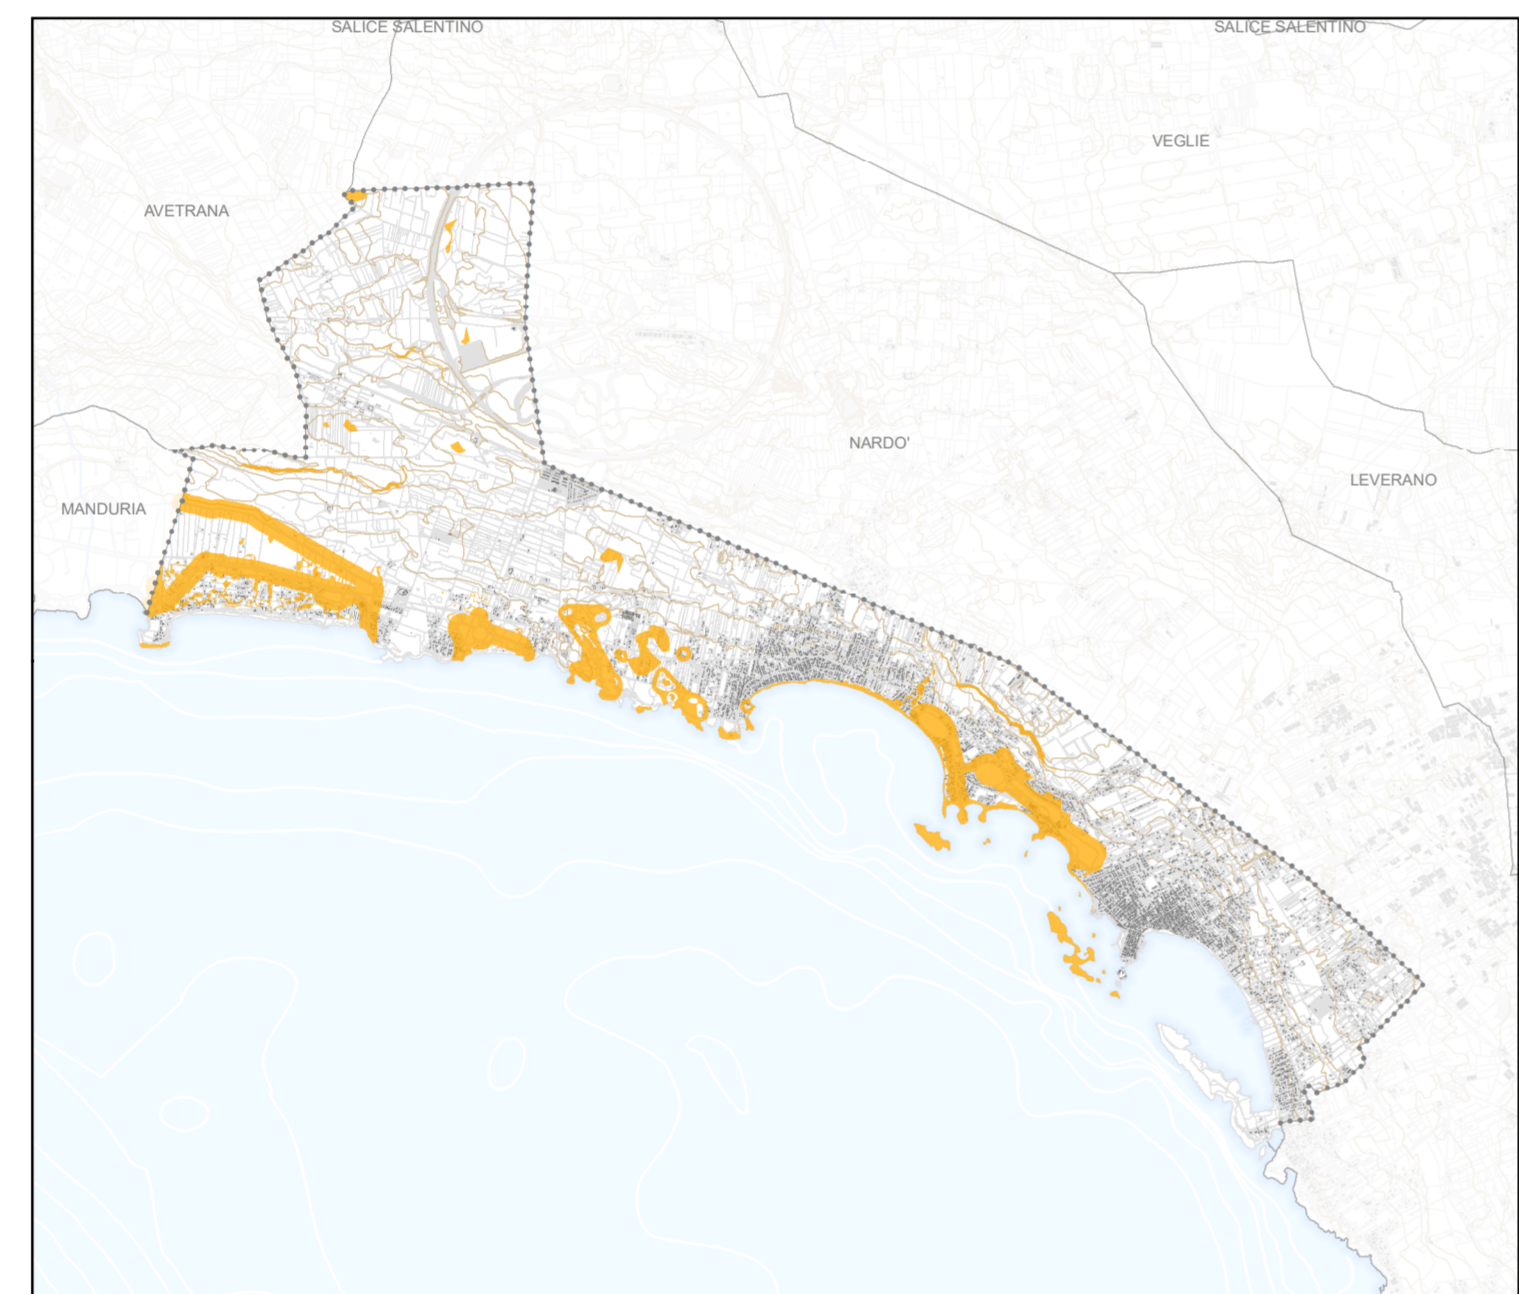 SALICE SALENTINO
SALICE SALENTINO
VEGLIE
AVETRANA
NARDO'
LEVERANO
MANDURIA